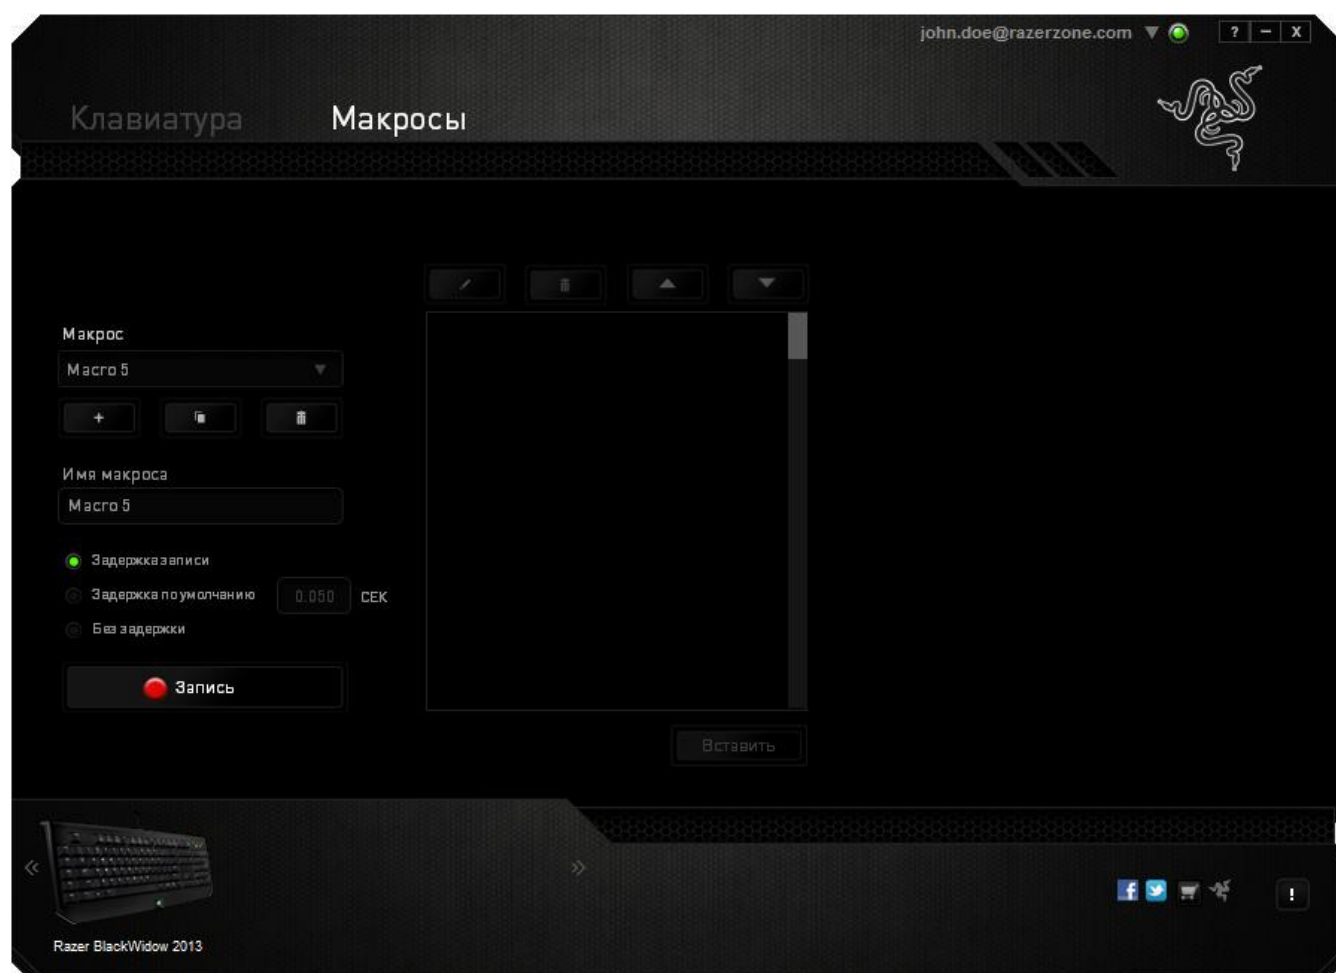 john.doe@razerzone.com ? – X
Клавиатура Макросы
Макрос
Macro 5
+
Имя макроса
Macro 5
Задержка записи
Задержка по умолчанию 0.050 СЕК
Без задержки
Запись
Вставить
« »
f !
Razer BlackWidow 2013